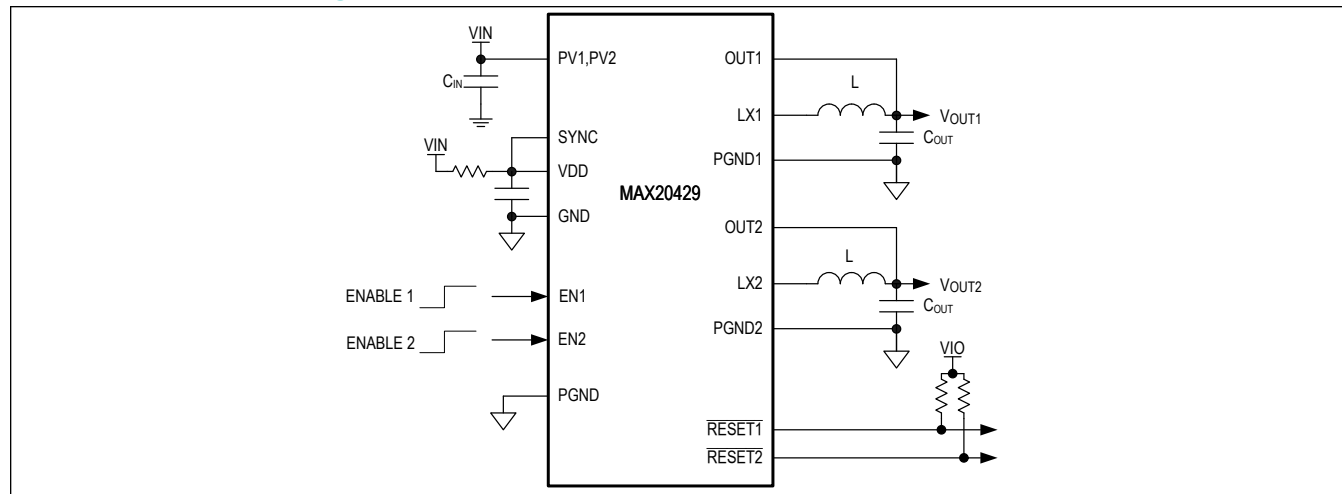 VIN
PV1,PV2
CIN
SYNC
VIN
VDD
GND
ENABLE 1
EN1
ENABLE 2
EN2
PGND
MAX20429
OUT1
L
LX1
VOUT1
COUT
PGND1
OUT2
L
LX2
VOUT2
COUT
PGND2
VIO
RESET1
RESET2